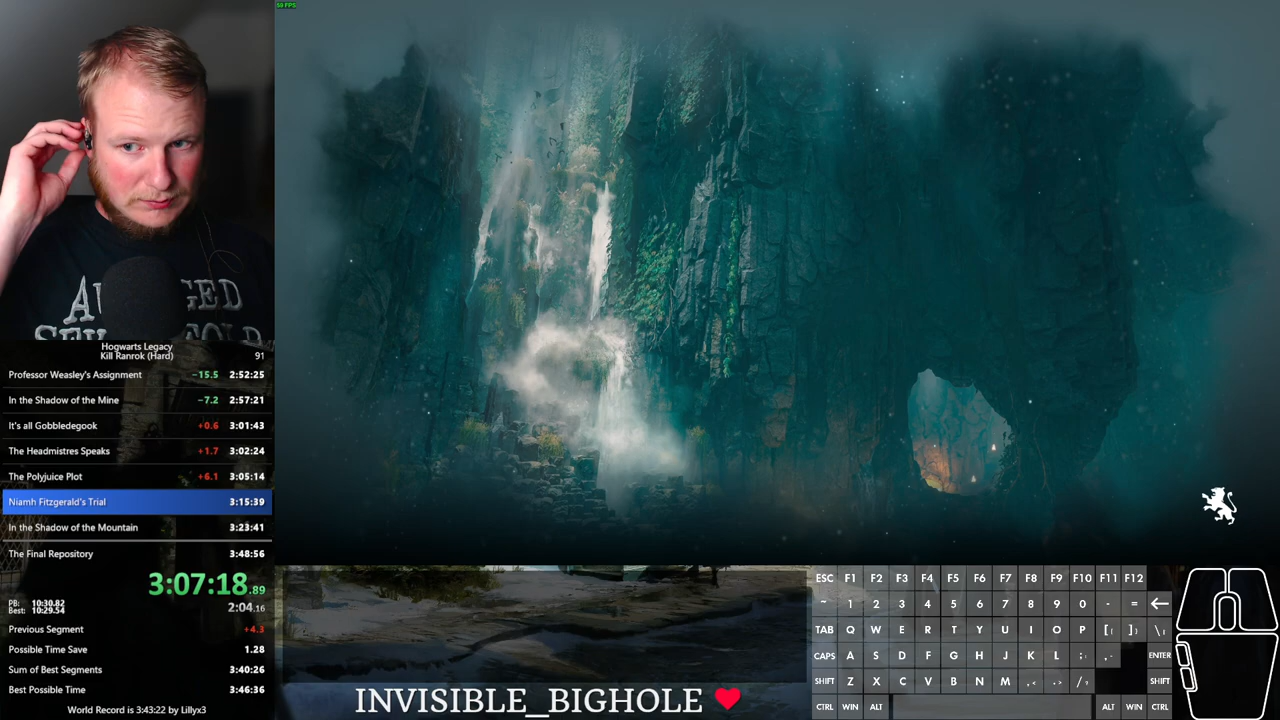 59 FPS
Hogwarts Legacy
Kill Ranrok (Hard) 91
Professor Weasley's Assignment −15.5 2:52:25
In the Shadow of the Mine −7.2 2:57:21
It's all Gobbledegook +0.6 3:01:43
The Headmistres Speaks +1.7 3:02:24
The Polyjuice Plot +6.1 3:05:14
Niamh Fitzgerald's Trial 3:15:39
In the Shadow of the Mountain 3:23:41
The Final Repository 3:48:56
3:07:18.89
PB: 10:30.82
Best: 10:29.54
2:04.16
Previous Segment +4.3
Possible Time Save 1.28
Sum of Best Segments 3:40:26
Best Possible Time 3:46:36
World Record is 3:43:22 by Lillyx3
INVISIBLE_BIGHOLE
ESC F1 F2 F3 F4 F5 F6 F7 F8 F9 F10 F11 F12
~ 1 2 3 4 5 6 7 8 9 0 - = ←
TAB Q W E R T Y U I O P [{ ]} \|
CAPS A S D F G H J K L ;: ,. ENTER
SHIFT Z X C V B N M ,< .> /? SHIFT
CTRL WIN ALT ALT WIN CTRL